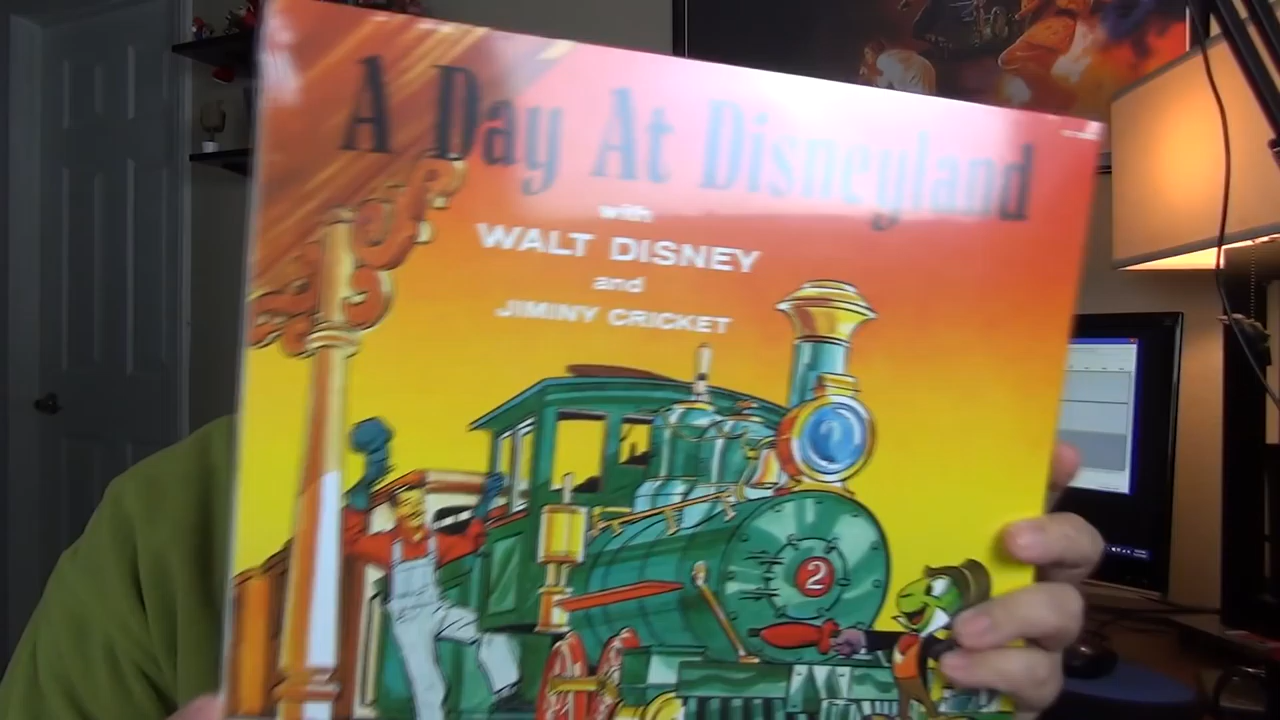 A Day At Disneyland
with
WALT DISNEY
and
JIMINY CRICKET
2